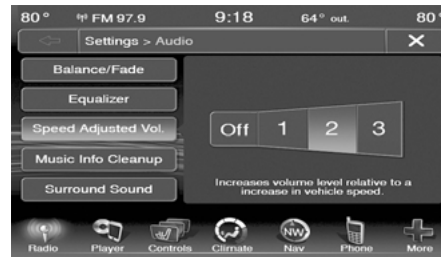 80° FM 97.9 9:18 64° out. 80°
Settings > Audio X
Balance/Fade
Equalizer
Speed Adjusted Vol.
Off 1 2 3
Music Info Cleanup
Surround Sound
Increases volume level relative to a
increase in vehicle speed.
NW
Radio Player Controls Climate Nav Phone More